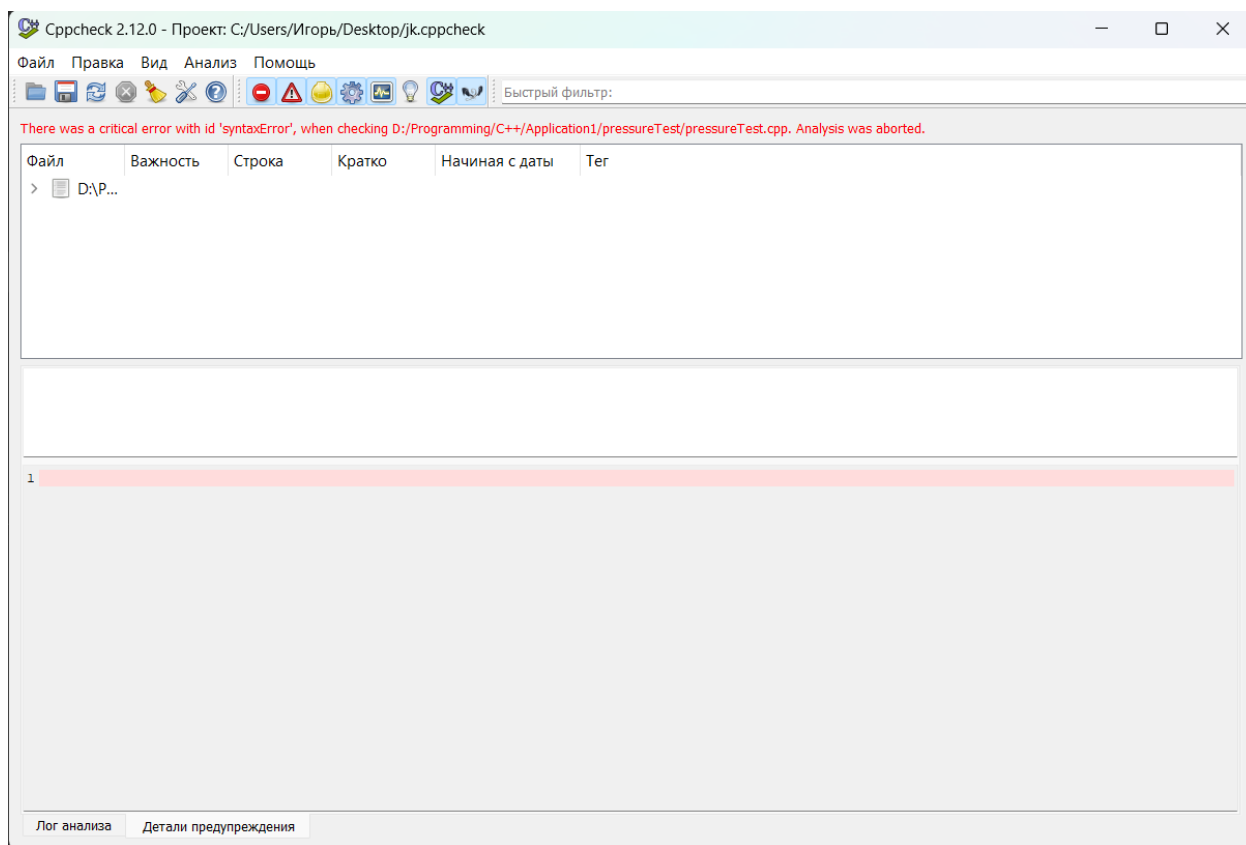 Cppcheck 2.12.0 - Проект: C:/Users/Игорь/Desktop/jk.cppcheck
Файл Правка Вид Анализ Помощь
Быстрый фильтр:
There was a critical error with id 'syntaxError', when checking D:/Programming/C++/Application1/pressureTest/pressureTest.cpp. Analysis was aborted.
Файл Важность Строка Кратко Начиная с даты Тег
D:\P...
1
Лог анализа Детали предупреждения